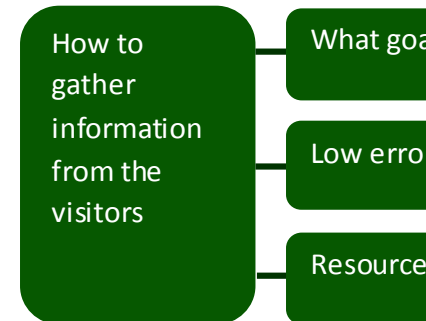 How to
gather
information
from the
visitors
What goa
Low erro
Resource